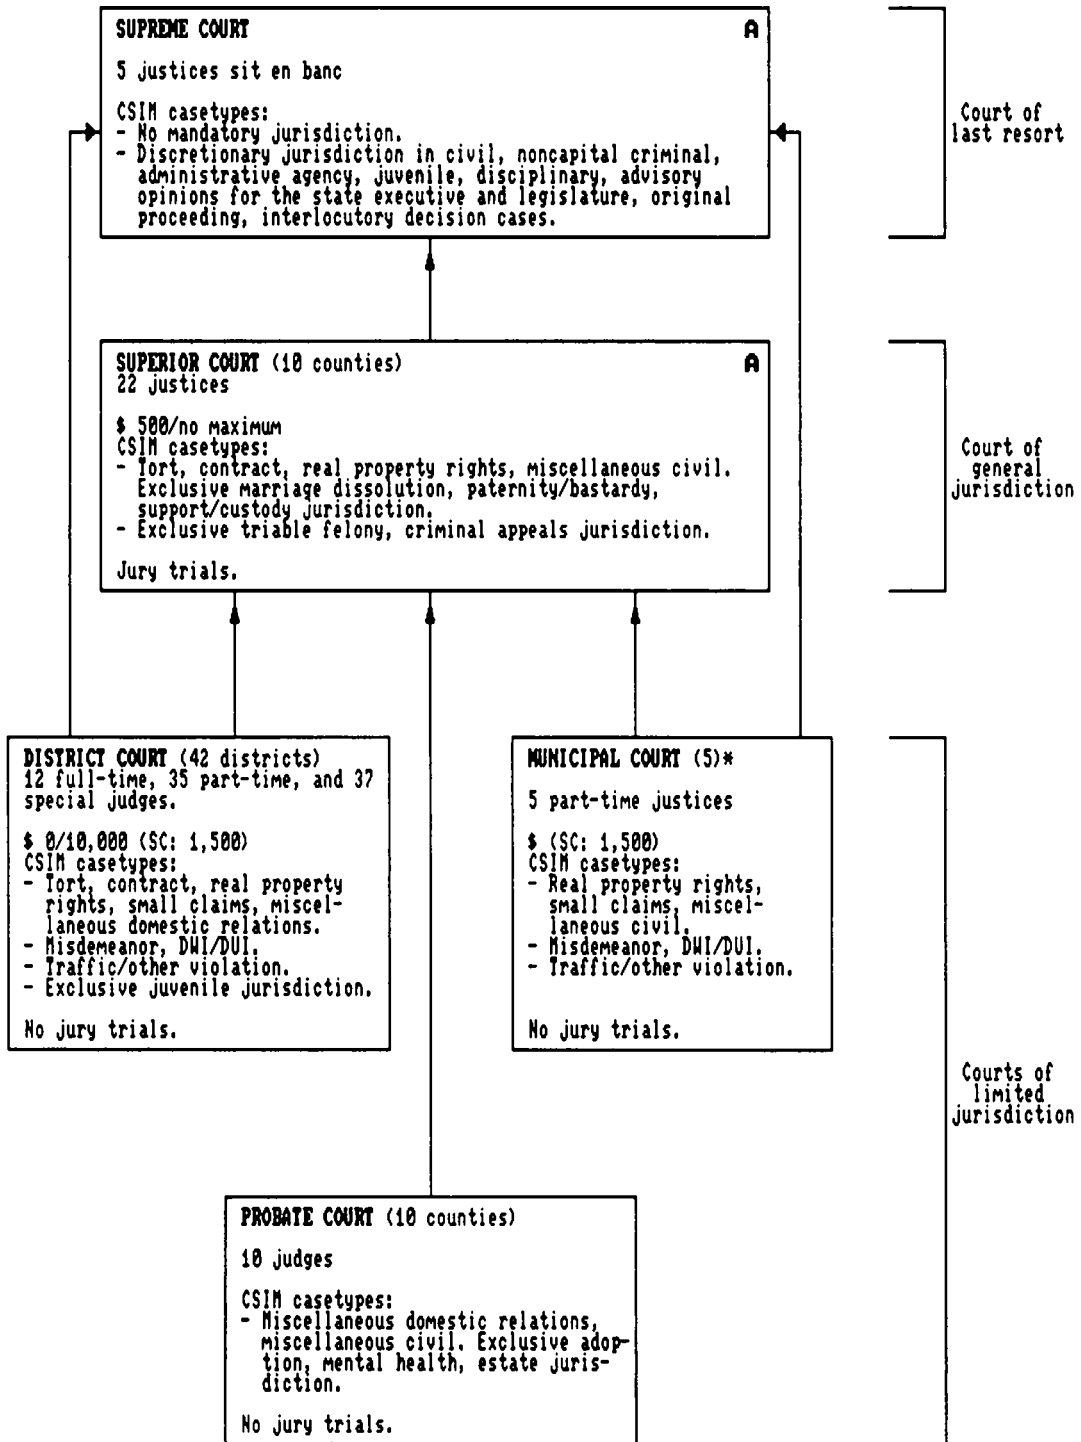 SUPREME COURT A
5 justices sit en banc
CSIM casetypes:
- No mandatory jurisdiction.
- Discretionary jurisdiction in civil, noncapital criminal,
administrative agency, juvenile, disciplinary, advisory
opinions for the state executive and legislature, original
proceeding, interlocutory decision cases.
Court of
last resort
SUPERIOR COURT (10 counties) A
22 justices
$ 500/no maximum
CSIM casetypes:
- Tort, contract, real property rights, miscellaneous civil.
Exclusive marriage dissolution, paternity/bastardy,
support/custody jurisdiction.
- Exclusive triable felony, criminal appeals jurisdiction.
Jury trials.
Court of
general
jurisdiction
DISTRICT COURT (42 districts)
12 full-time, 35 part-time, and 37
special judges.
$ 0/10,000 (SC: 1,500)
CSIM casetypes:
- Tort, contract, real property
rights, small claims, miscel-
laneous domestic relations.
- Misdemeanor, DWI/DUI.
- Traffic/other violation.
- Exclusive juvenile jurisdiction.
No jury trials.
MUNICIPAL COURT (5)*
5 part-time justices
$ (SC: 1,500)
CSIM casetypes:
- Real property rights,
small claims, miscel-
laneous civil.
- Misdemeanor, DWI/DUI.
- Traffic/other violation.
No jury trials.
Courts of
limited
jurisdiction
PROBATE COURT (10 counties)
10 judges
CSIM casetypes:
- Miscellaneous domestic relations,
miscellaneous civil. Exclusive adop-
tion, mental health, estate juris-
diction.
No jury trials.